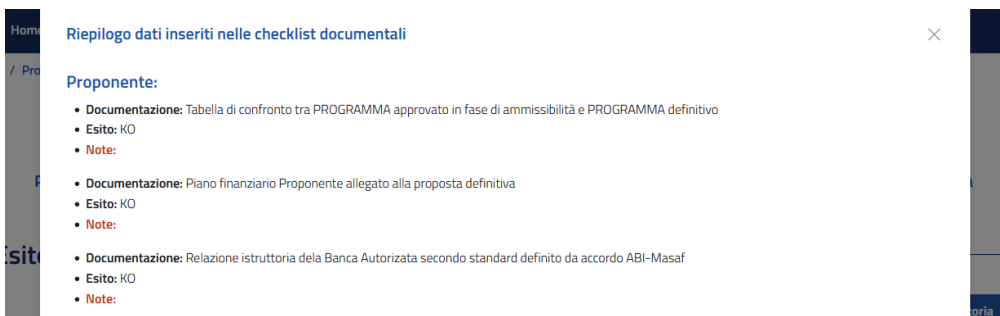 Home
Riepilogo dati inseriti nelle checklist documentali
/ Pro
Proponente:
• Documentazione: Tabella di confronto tra PROGRAMMA approvato in fase di ammissibilità e PROGRAMMA definitivo
• Esito: KO
• Note:
• Documentazione: Piano finanziario Proponente allegato alla proposta definitiva
• Esito: KO
• Note:
• Documentazione: Relazione istruttoria dela Banca Autorizata secondo standard definito da accordo ABI-Masaf
• Esito: KO
• Note:
Esito
toria